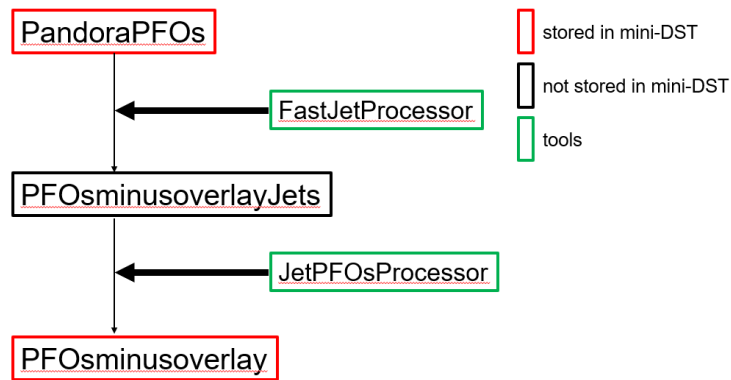 PandoraPFOs
stored in mini-DST
not stored in mini-DST
FastJetProcessor
tools
PFOsminusoverlayJets
JetPFOsProcessor
PFOsminusoverlay